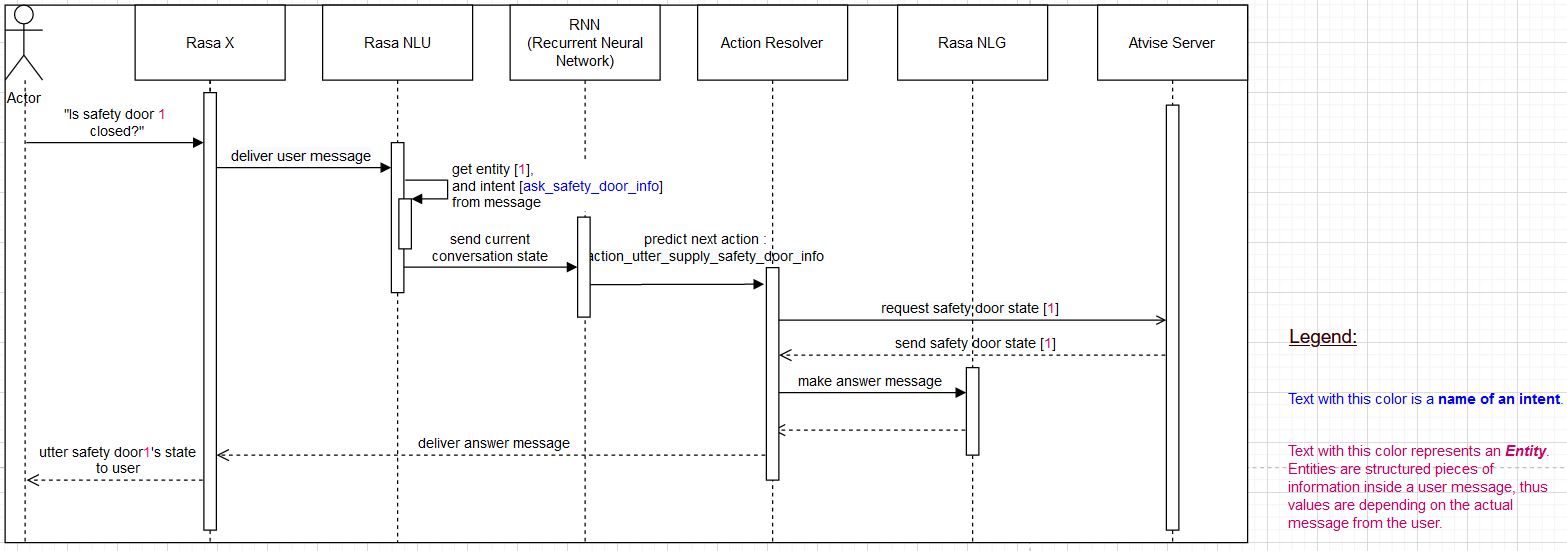 Rasa X
Rasa NLU
RNN
(Recurrent Neural
Network)
Action Resolver
Rasa NLG
Atvise Server
Actor
"Is safety door 1
closed?"
deliver user message
get entity [1],
and intent [ask_safety_door_info]
from message
send current
conversation state
predict next action :
action_utter_supply_safety_door_info
request safety door state [1]
send safety door state [1]
make answer message
deliver answer message
utter safety door1's state
to user
Legend:
Text with this color is a name of an intent.
Text with this color represents an Entity.
Entities are structured pieces of
information inside a user message, thus
values are depending on the actual
message from the user.